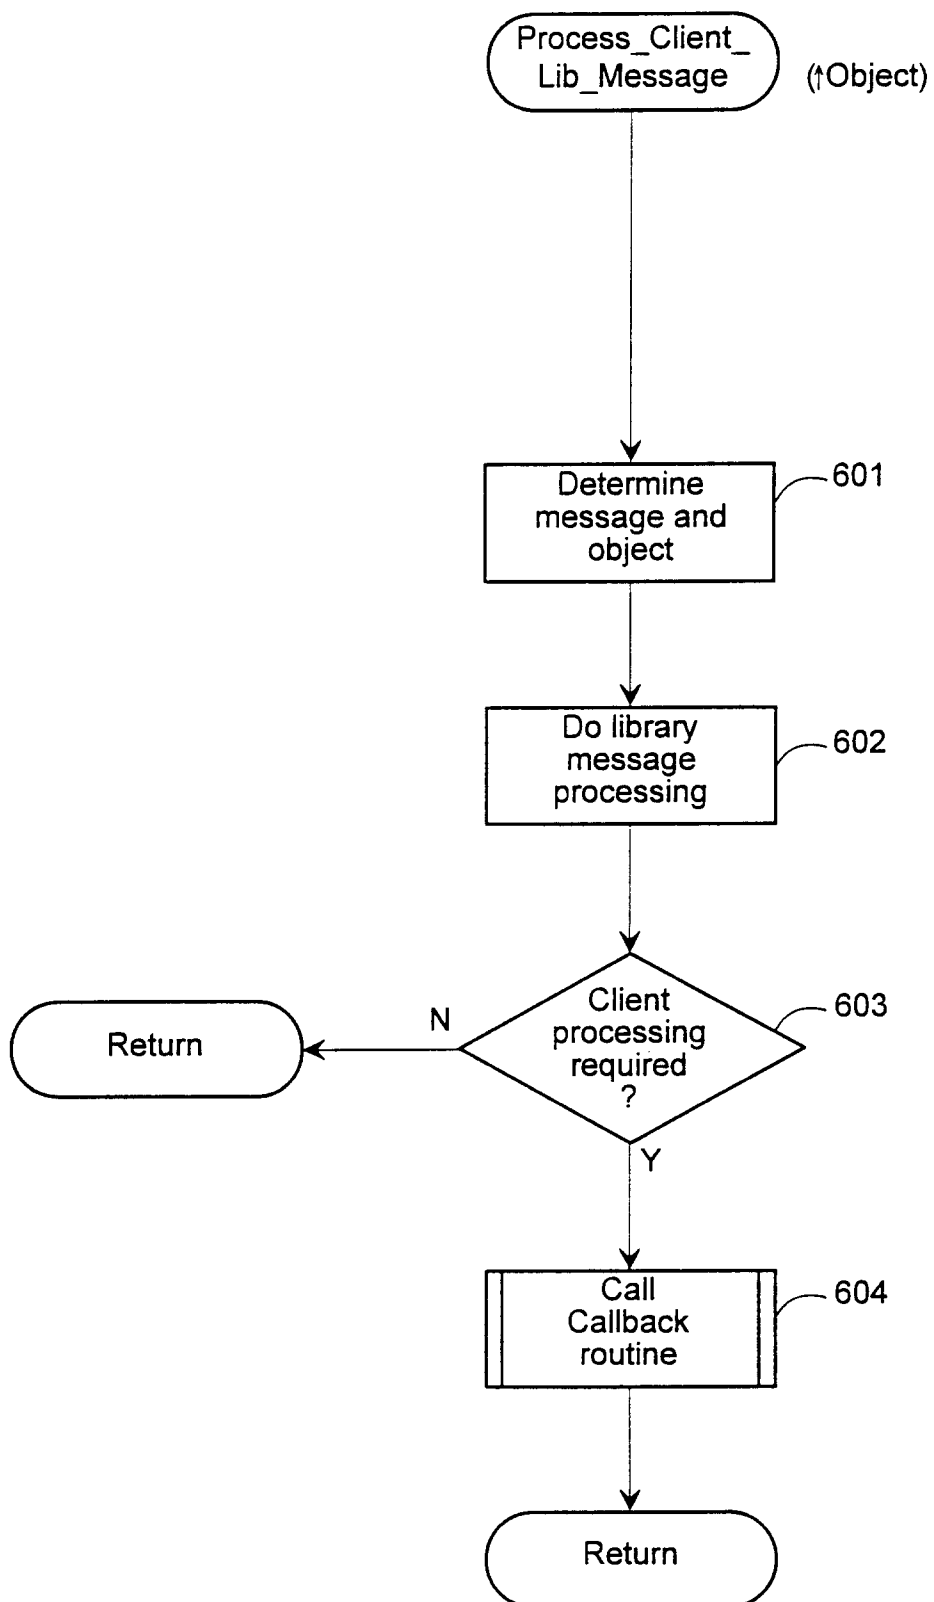 Process_Client_
Lib_Message
(↑Object)
Determine
message and
object
601
Do library
message
processing
602
Client
processing
required
?
603
N
Return
Y
Call
Callback
routine
604
Return